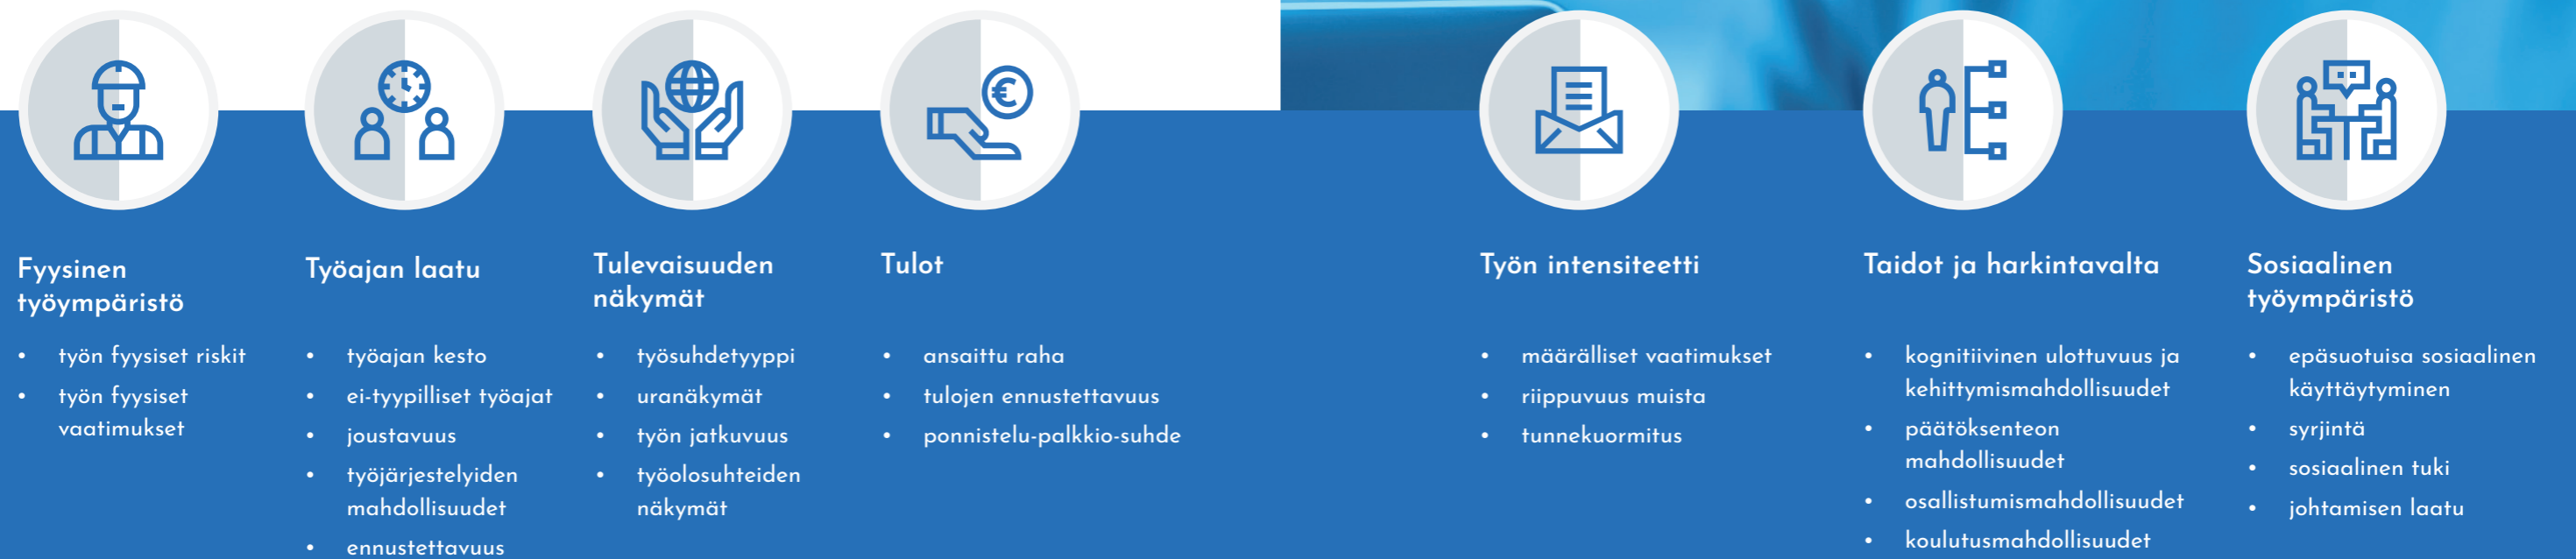 Fyysinen
työympäristö
• työn fyysiset riskit
• työn fyysiset
vaatimukset
Työajan laatu
• työajan kesto
• ei-tyypilliset työajat
• joustavuus
• työjärjestelyiden
mahdollisuudet
• ennustettavuus
Tulevaisuuden
näkymät
• työsuhdetyyppi
• uranäkymät
• työn jatkuvuus
• työolosuhteiden
näkymät
Tulot
• ansaittu raha
• tulojen ennustettavuus
• ponnistelu-palkkio-suhde
Työn intensiteetti
• määrälliset vaatimukset
• riippuvuus muista
• tunnekuormitus
Taidot ja harkintavalta
• kognitiivinen ulottuvuus ja
kehittymismahdollisuudet
• päätöksenteon
mahdollisuudet
• osallistumismahdollisuudet
• koulutusmahdollisuudet
Sosiaalinen
työympäristö
• epäsuotuisa sosiaalinen
käyttäytyminen
• syrjintä
• sosiaalinen tuki
• johtamisen laatu